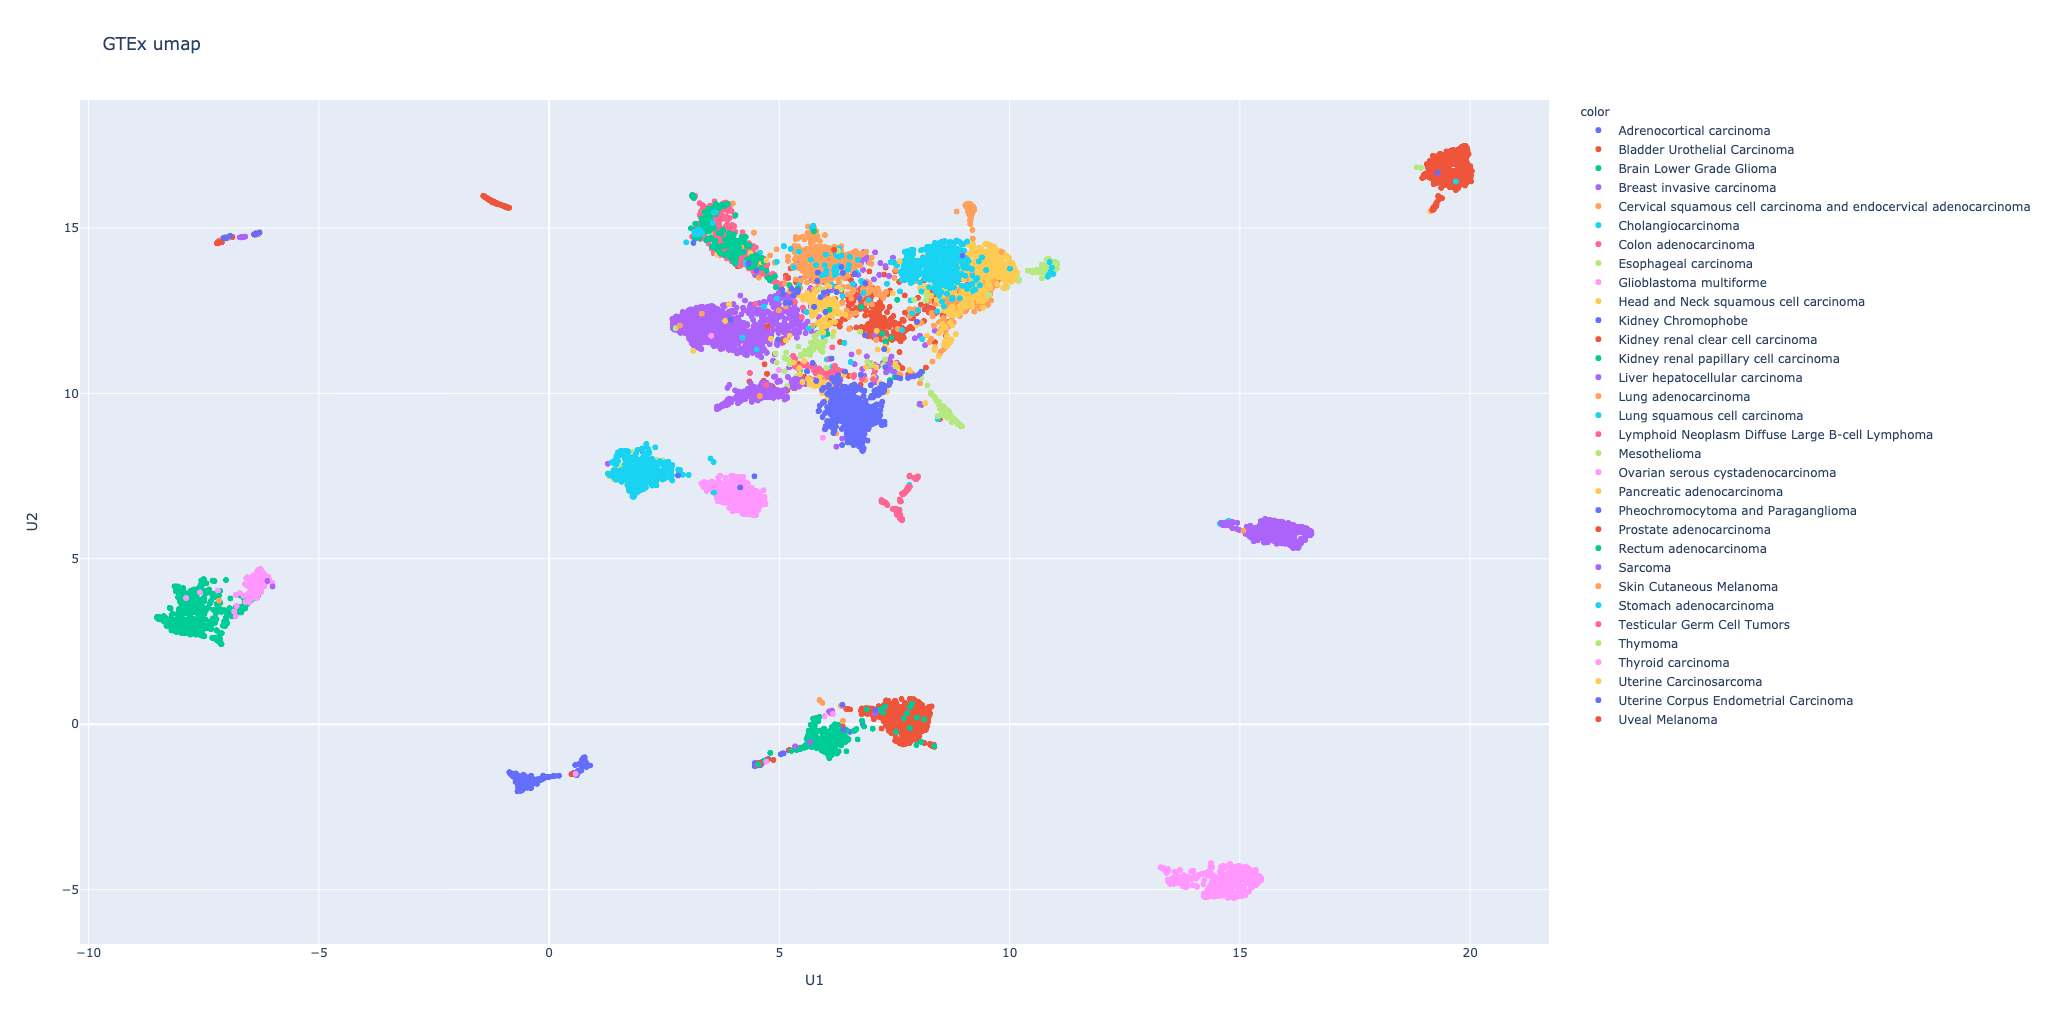 GTEx umap
color
Adrenocortical carcinoma
Bladder Urothelial Carcinoma
Brain Lower Grade Glioma
Breast invasive carcinoma
Cervical squamous cell carcinoma and endocervical adenocarcinoma
Cholangiocarcinoma
Colon adenocarcinoma
Esophageal carcinoma
Glioblastoma multiforme
Head and Neck squamous cell carcinoma
Kidney Chromophobe
Kidney renal clear cell carcinoma
Kidney renal papillary cell carcinoma
Liver hepatocellular carcinoma
Lung adenocarcinoma
Lung squamous cell carcinoma
Lymphoid Neoplasm Diffuse Large B-cell Lymphoma
Mesothelioma
Ovarian serous cystadenocarcinoma
Pancreatic adenocarcinoma
Pheochromocytoma and Paraganglioma
Prostate adenocarcinoma
Rectum adenocarcinoma
Sarcoma
Skin Cutaneous Melanoma
Stomach adenocarcinoma
Testicular Germ Cell Tumors
Thymoma
Thyroid carcinoma
Uterine Carcinosarcoma
Uterine Corpus Endometrial Carcinoma
Uveal Melanoma
15
10
5
0
−5
U2
−10
−5
0
5
10
15
20
U1